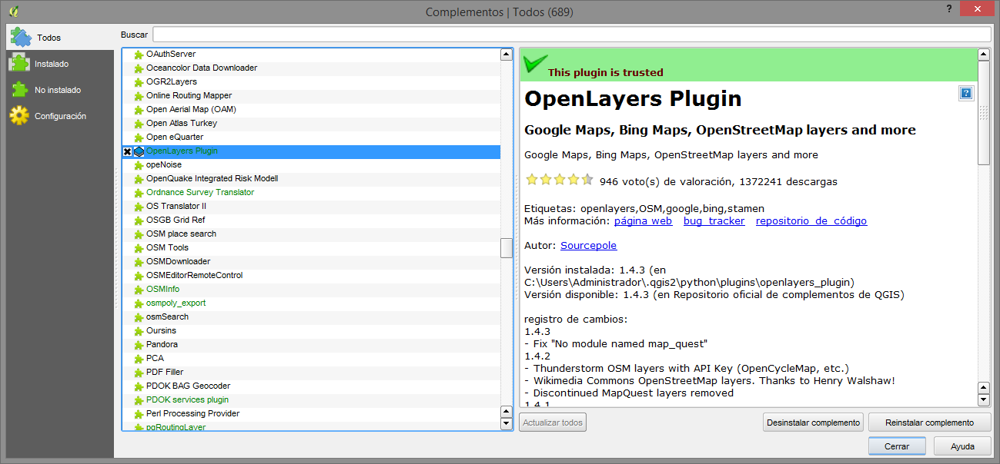 Complementos | Todos (689)
?
Todos
Instalado
No instalado
Configuración
Buscar
OAuthServer
Oceancolor Data Downloader
OGR2Layers
Online Routing Mapper
Open Aerial Map (OAM)
Open Atlas Turkey
Open eQuarter
OpenLayers Plugin
opeNoise
OpenQuake Integrated Risk Modell
Ordnance Survey Translator
OS Translator II
OSGB Grid Ref
OSM place search
OSM Tools
OSMDownloader
OSMEditorRemoteControl
OSMInfo
osmpoly_export
osmSearch
Oursins
Pandora
PCA
PDF Filler
PDOK BAG Geocoder
PDOK services plugin
Perl Processing Provider
pgRoutingLayer
This plugin is trusted
OpenLayers Plugin
?
Google Maps, Bing Maps, OpenStreetMap layers and more
Google Maps, Bing Maps, OpenStreetMap layers and more
946 voto(s) de valoración, 1372241 descargas
Etiquetas: openlayers,OSM,google,bing,stamen
Más información: página web bug tracker repositorio de código
Autor: Sourcepole
Versión instalada: 1.4.3 (en
C:\Users\Administrador\.qgis2\python\plugins\openlayers_plugin)
Versión disponible: 1.4.3 (en Repositorio oficial de complementos de QGIS)
registro de cambios:
1.4.3
- Fix "No module named map_quest"
1.4.2
- Thunderstorm OSM layers with API Key (OpenCycleMap, etc.)
- Wikimedia Commons OpenStreetMap layers. Thanks to Henry Walshaw!
- Discontinued MapQuest layers removed
1.4.1
Actualizar todos
Desinstalar complemento
Reinstalar complemento
Cerrar
Ayuda